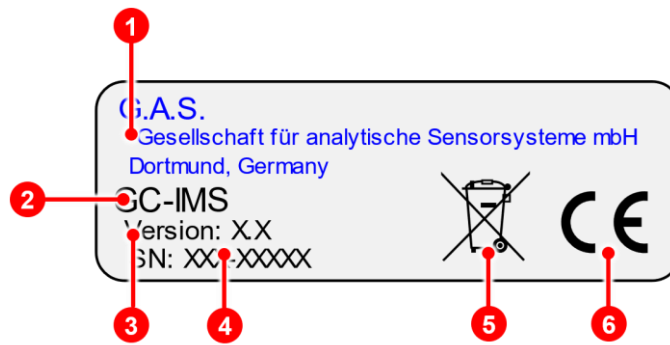 1
G.A.S.
Gesellschaft für analytische Sensorsysteme mbH
Dortmund, Germany
2
GC-IMS
Version: X.X
SN: XXX-XXXXX
CE
3
4
5
6